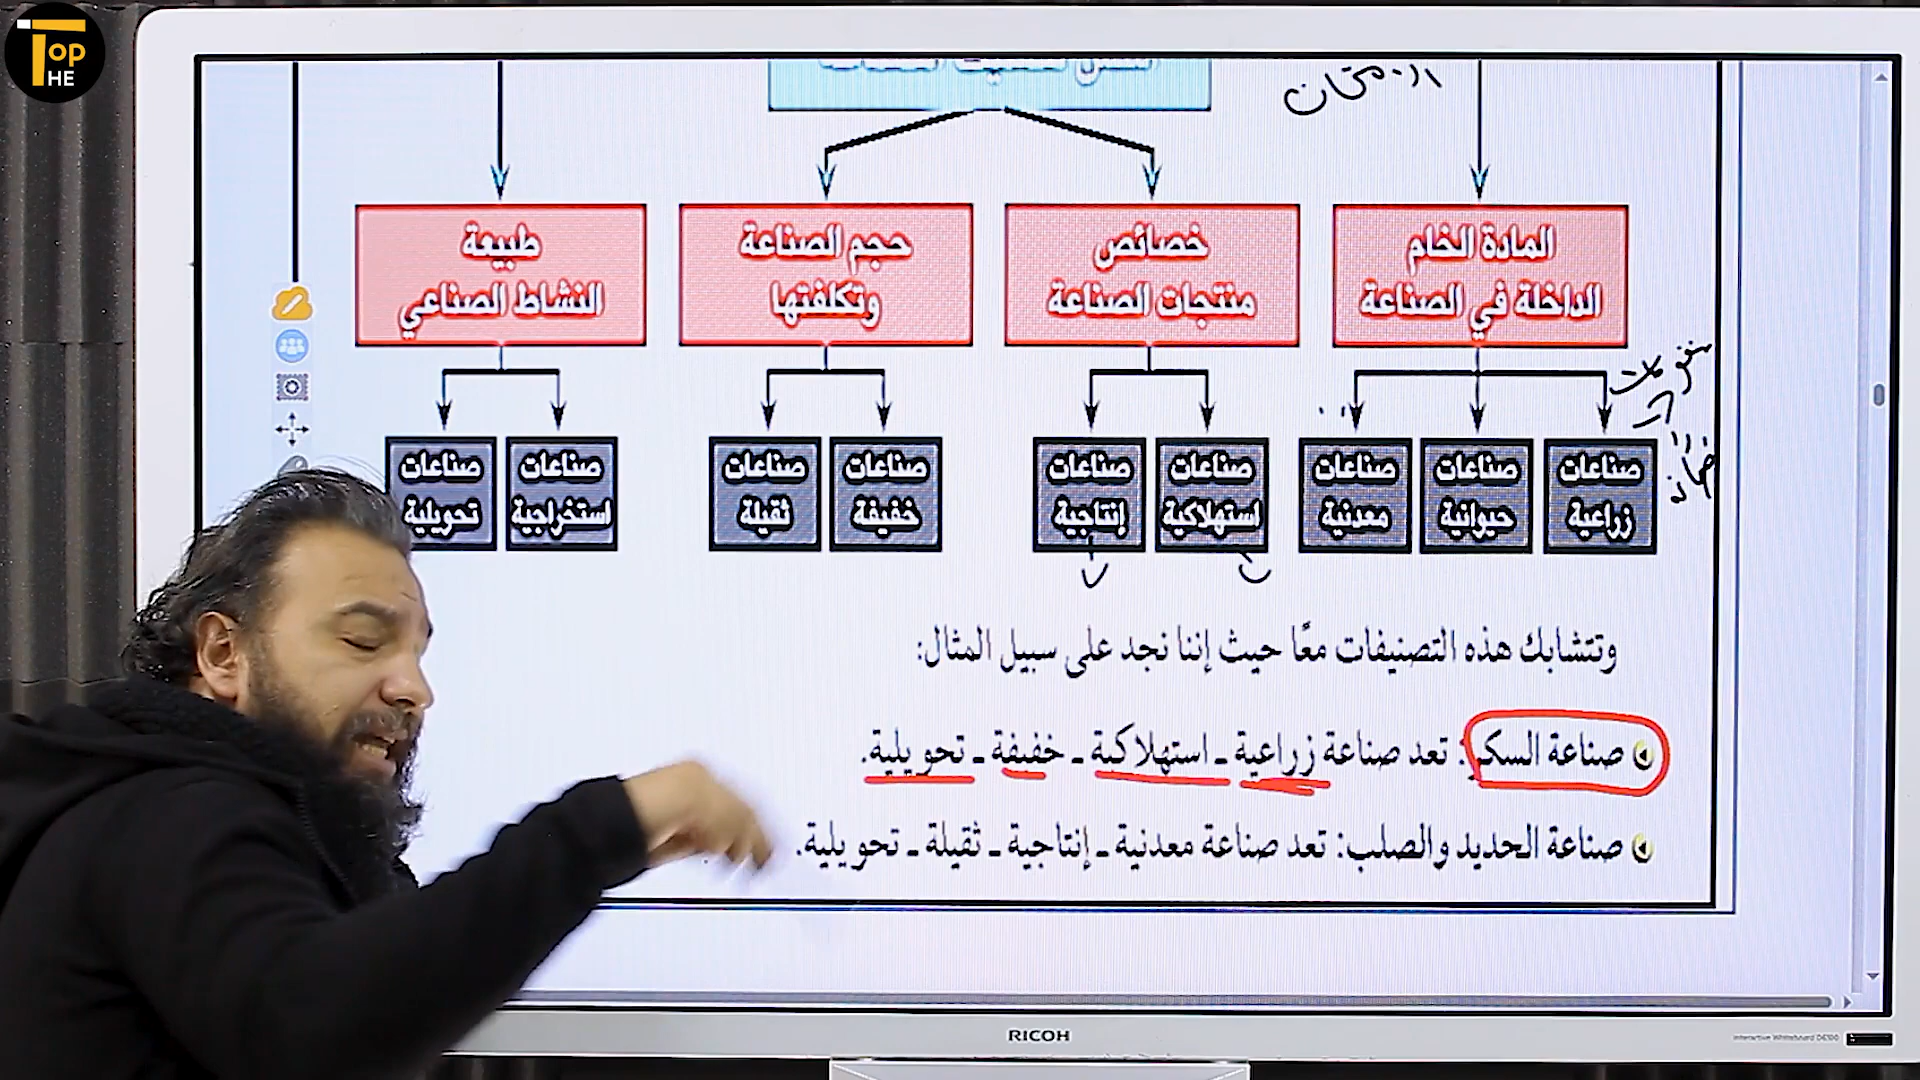 TOP
THE
الامتحان
المادة الخام
الداخلة في الصناعة
خصائص
منتجات الصناعة
حجم الصناعة
وتكلفتها
طبيعة
النشاط الصناعي
صناعات
زراعية
صناعات
حيوانية
صناعات
معدنية
صناعات
استهلاكية
صناعات
إنتاجية
صناعات
خفيفة
صناعات
ثقيلة
صناعات
استخراجية
صناعات
تحويلية
وتتشابك هذه التصنيفات معًا حيث إننا نجد على سبيل المثال:
صناعة السكر: تعد صناعة زراعية ـ استهلاكية ـ خفيفة ـ تحويلية.
صناعة الحديد والصلب: تعد صناعة معدنية ـ إنتاجية ـ ثقيلة ـ تحويلية.
RICOH